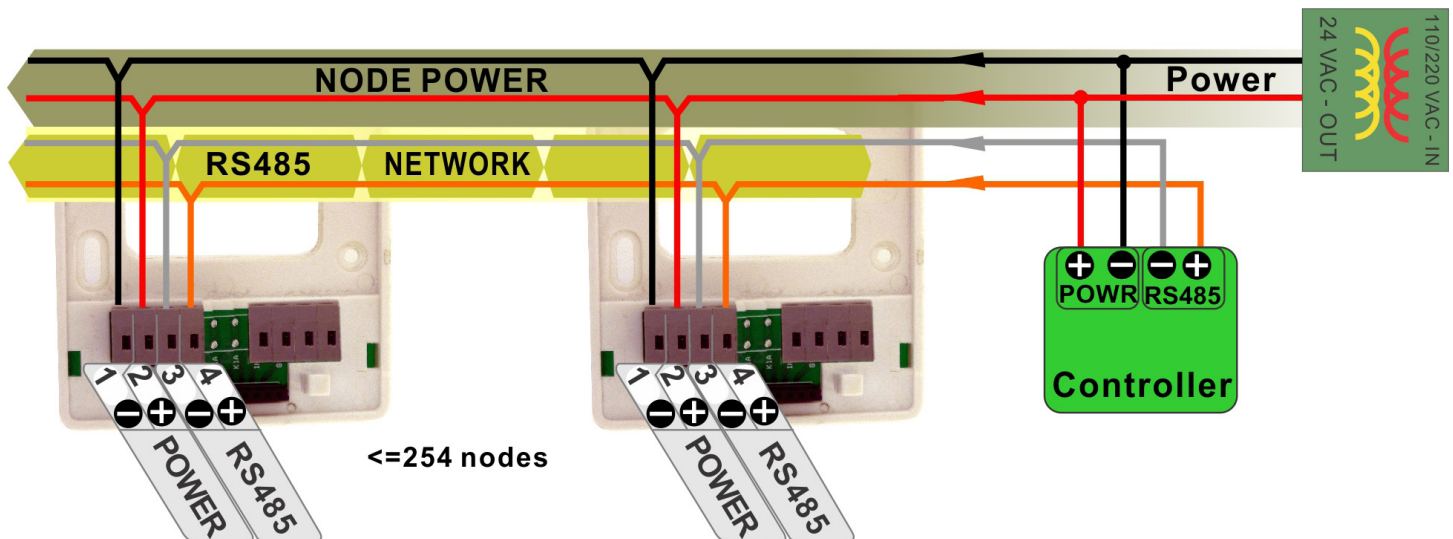 110/220 VAC - IN
24 VAC - OUT
NODE POWER
Power
RS485 NETWORK
+ - - +
POWR RS485
Controller
1 2 3 4
- + - +
POWER RS485
<=254 nodes
1 2 3 4
- + - +
POWER RS485